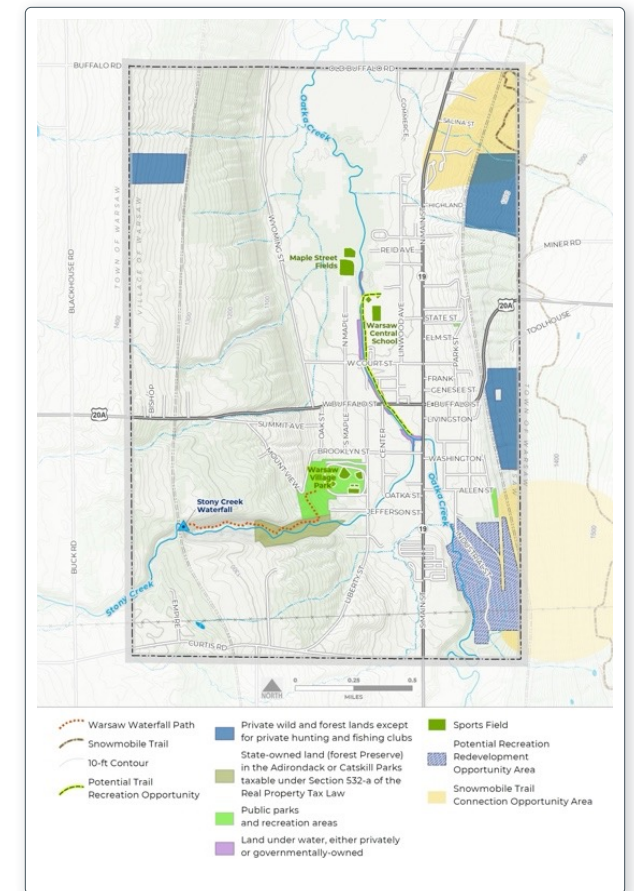 BUFFALO RD
OLD BUFFALO RD
Oatka Creek
COMMERCE
SALINA ST
TOWN OF WARSAW
VILLAGE OF WARSAW
HIGHLAND
N MAIN
1300
WYOMING ST
REID AVE
MINER RD
BLACKHOUSE RD
Maple Street
Fields
19
20A
1400
N MAPLE
LINWOOD AVE
STATE ST
TOOLHOUSE
Warsaw
Central
School
ELM ST
PARK ST
W COURT ST
FRANK
GENESEE ST
BISHOP
W BUFFALO ST
E BUFFALO
20A
LIVINGSTON
SUMMIT AVE
OAK ST
S MAPLE
CENTER
BROOKLYN ST
WASHINGTON
MOUNT VIEW
Warsaw
Village
Park
Oatka Creek
ALLEN ST
Stony Creek
Waterfall
OATKA ST
JEFFERSON ST
19
BUCK RD
LIBERTY ST
S MAIN ST
Stony Creek
EMPIRE
CURTIS RD
NORTH
0 0.25 0.5
MILES
Warsaw Waterfall Path
Snowmobile Trail
10-ft Contour
Potential Trail
Recreation Opportunity
Private wild and forest lands except
for private hunting and fishing clubs
State-owned land (forest Preserve)
in the Adirondack or Catskill Parks
taxable under Section 532-a of the
Real Property Tax Law
Public parks
and recreation areas
Land under water, either privately
or governmentally-owned
Sports Field
Potential Recreation
Redevelopment
Opportunity Area
Snowmobile Trail
Connection Opportunity Area